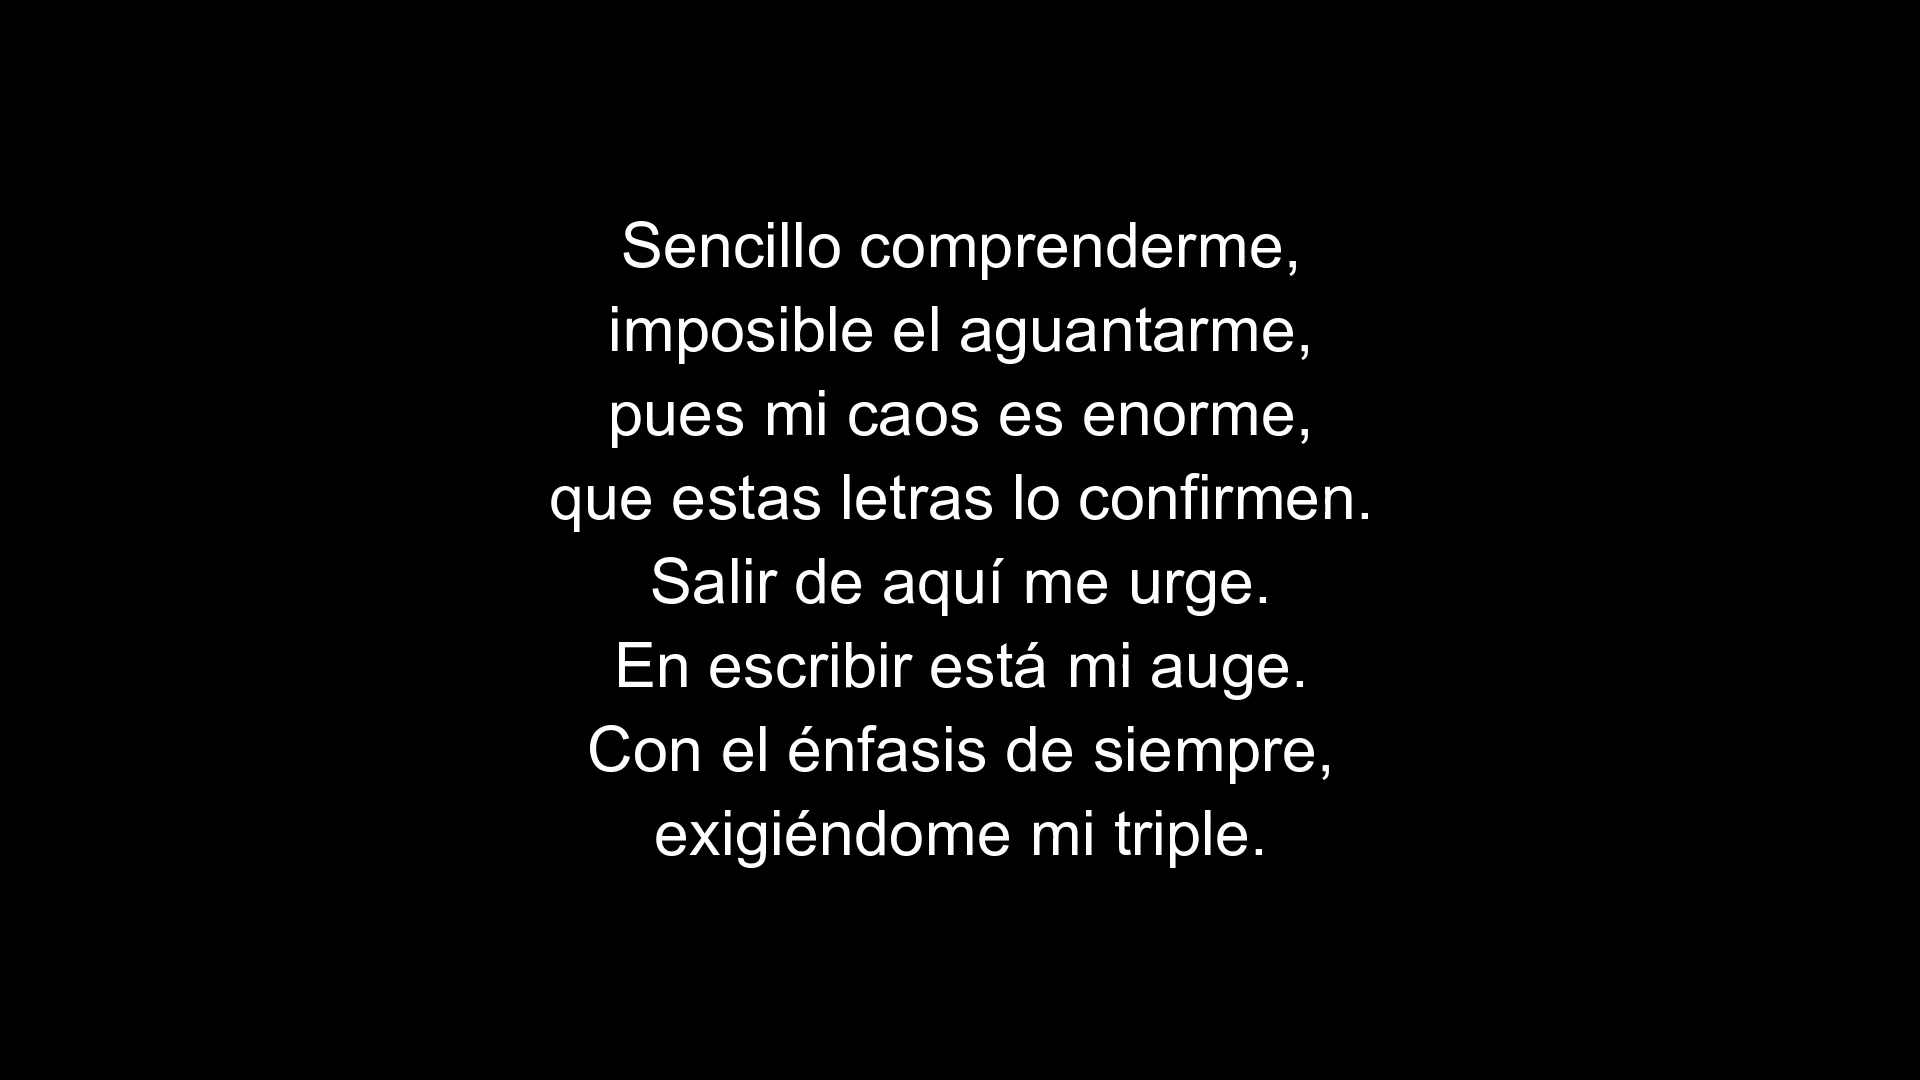 Sencillo comprenderme,
imposible el aguantarme,
pues mi caos es enorme,
que estas letras lo confirmen.
Salir de aquí me urge.
En escribir está mi auge.
Con el énfasis de siempre,
exigiéndome mi triple.